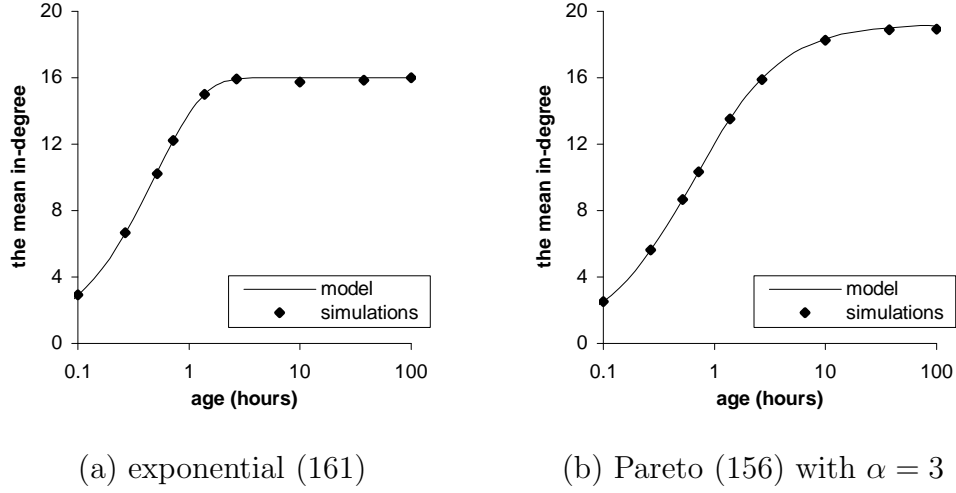 20
16
12
8
4
0
the mean in-degree
model
simulations
0.1 1 10 100
age (hours)
(a) exponential (161)
20
16
12
8
4
0
the mean in-degree
model
simulations
0.1 1 10 100
age (hours)
(b) Pareto (156) with α = 3